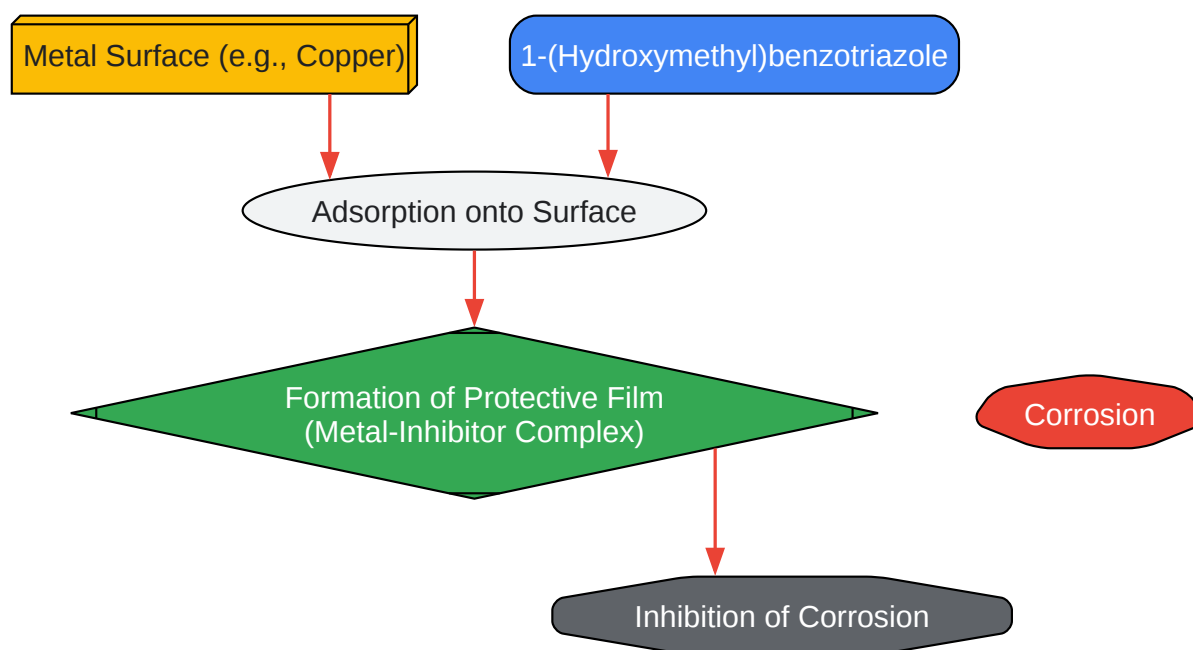 Metal Surface (e.g., Copper)
1-(Hydroxymethyl)benzotriazole
Adsorption onto Surface
Formation of Protective Film
(Metal-Inhibitor Complex)
Corrosion
Inhibition of Corrosion